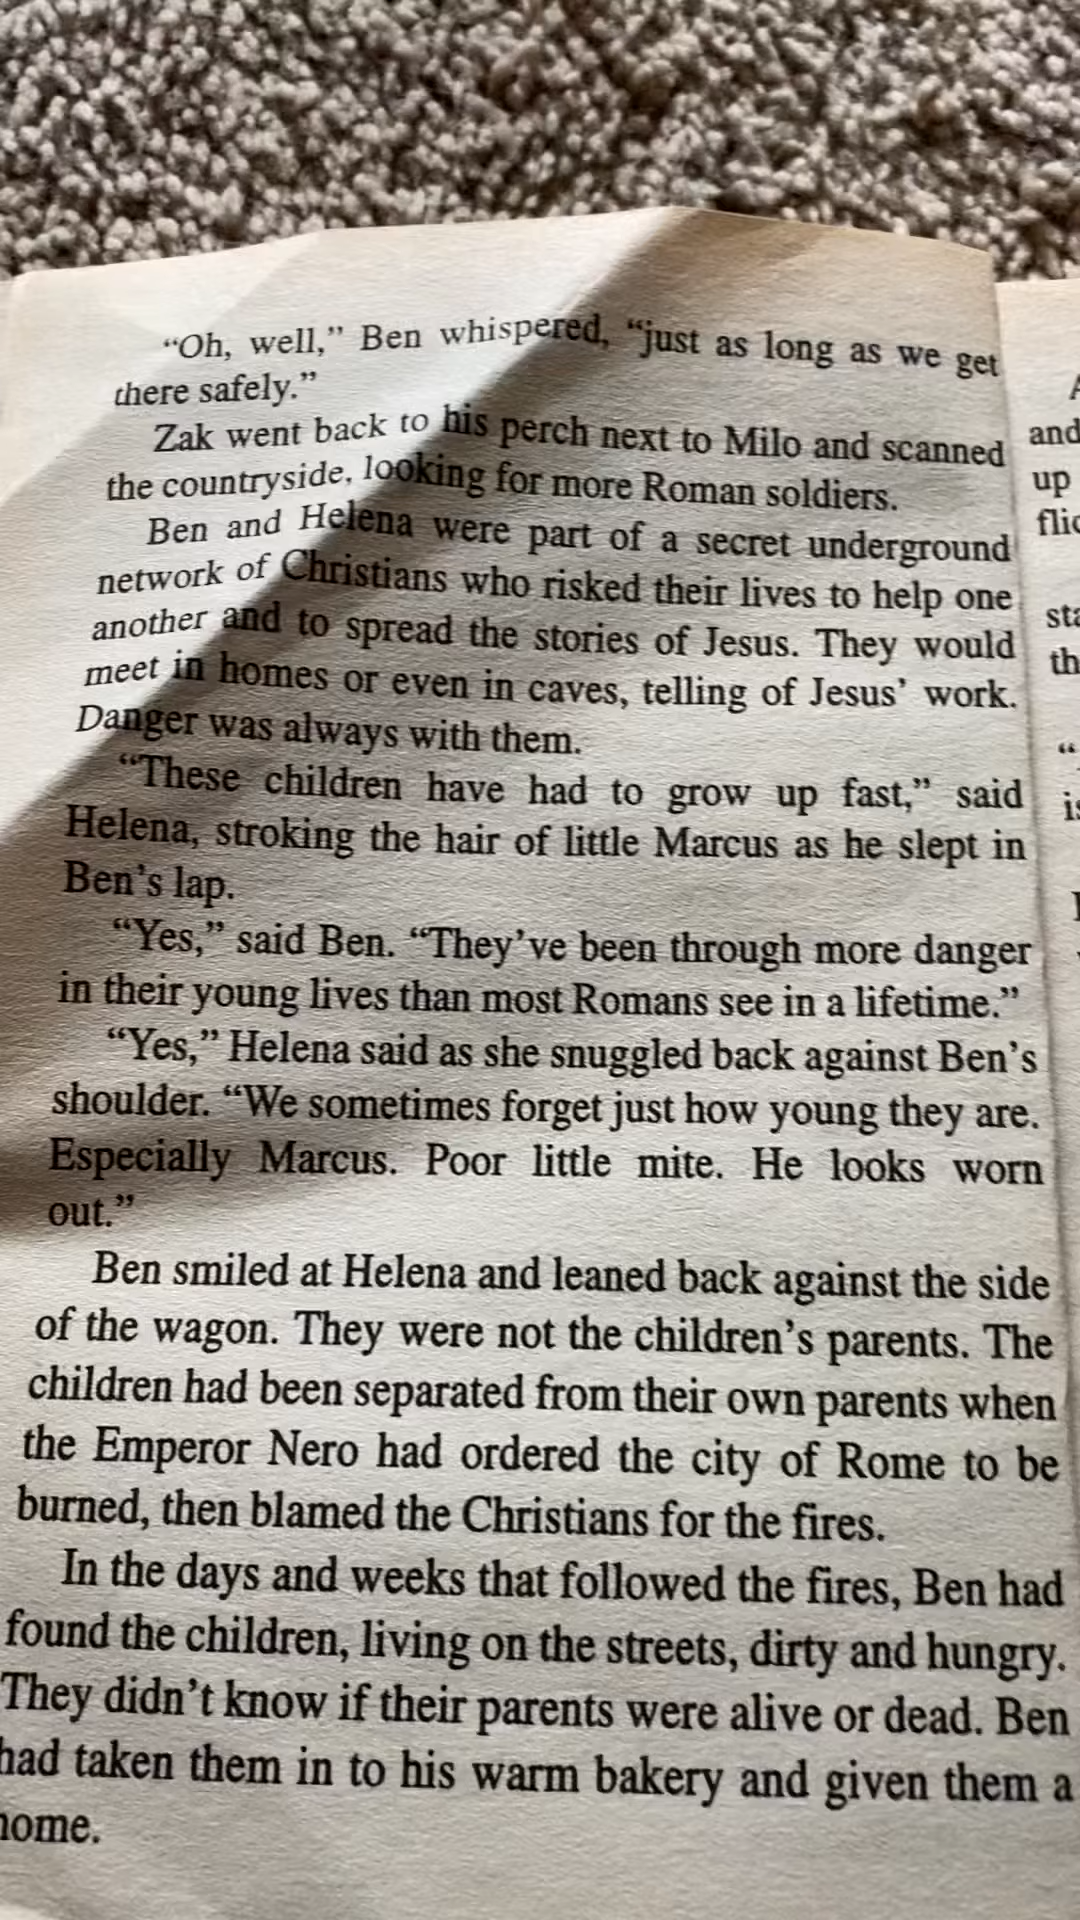 “Oh, well,” Ben whispered, “just as long as we get
there safely.”
Zak went back to his perch next to Milo and scanned
the countryside, looking for more Roman soldiers.
Ben and Helena were part of a secret underground
network of Christians who risked their lives to help one
another and to spread the stories of Jesus. They would
meet in homes or even in caves, telling of Jesus’ work.
Danger was always with them.
“These children have had to grow up fast,” said
Helena, stroking the hair of little Marcus as he slept in
Ben’s lap.
“Yes,” said Ben. “They’ve been through more danger
in their young lives than most Romans see in a lifetime.”
“Yes,” Helena said as she snuggled back against Ben’s
shoulder. “We sometimes forget just how young they are.
Especially Marcus. Poor little mite. He looks worn
out.”
Ben smiled at Helena and leaned back against the side
of the wagon. They were not the children’s parents. The
children had been separated from their own parents when
the Emperor Nero had ordered the city of Rome to be
burned, then blamed the Christians for the fires.
In the days and weeks that followed the fires, Ben had
found the children, living on the streets, dirty and hungry.
They didn’t know if their parents were alive or dead. Ben
had taken them in to his warm bakery and given them a
home.
and
up